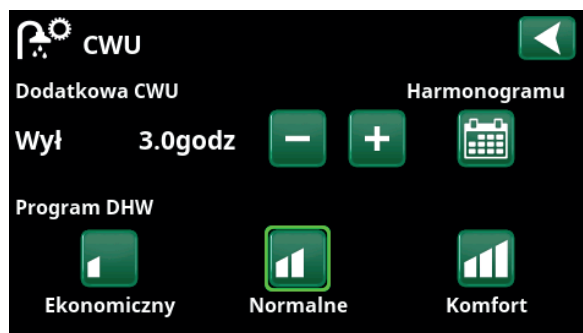 CWU
Dodatkowa CWU Harmonogramu
Wył 3.0godz
Program DHW
Ekonomiczny Normalne Komfort